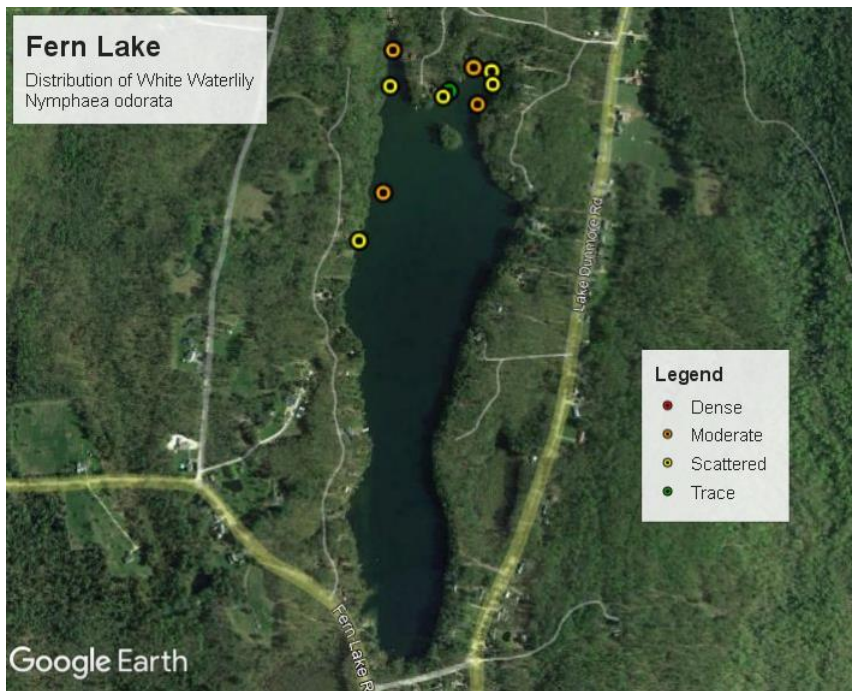 Fern Lake
Distribution of White Waterlily
Nymphaea odorata
Lake Dunmore Rd
Legend
Dense
Moderate
Scattered
Trace
Fern Lake R
Google Earth